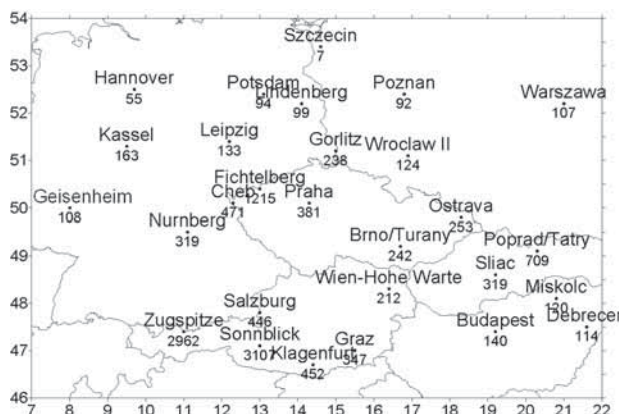 54
Szczecin
7
53
Hannover
55
Potsdam
94
Lindenberg
99
Poznan
92
Warszawa
107
52
Kassel
163
Leipzig
133
Gorlitz
238
Wroclaw II
124
51
Fichtelberg
1215
Geisenheim
108
Cheb
471
Praha
381
Ostrava
253
50
Nurnberg
319
Brno/Turany
242
Poprad/Tatry
709
49
Sliac
319
Wien-Hohe Warte
212
Miskolc
120
48
Salzburg
446
Zugspitze
2962
Sonnblick
3107
Budapest
140
Debrecen
114
47
Klagenfurt
452
Graz
347
46
7 8 9 10 11 12 13 14 15 16 17 18 19 20 21 22